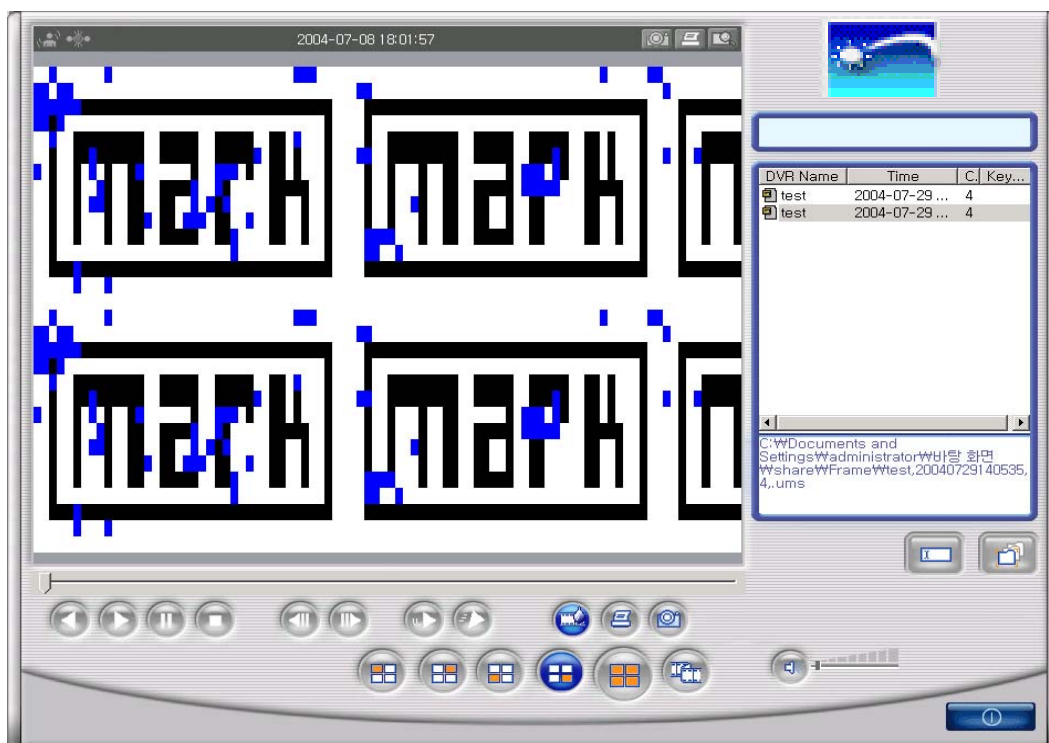 2004-07-08 18:01:57
mark mark m
mark mark m
DVR Name Time C. Key...
test 2004-07-29 ... 4
test 2004-07-29 ... 4
C:₩Documents and
Settings₩administrator₩바탕 화면
₩share₩Frame₩test,20040729140535,
4,.ums